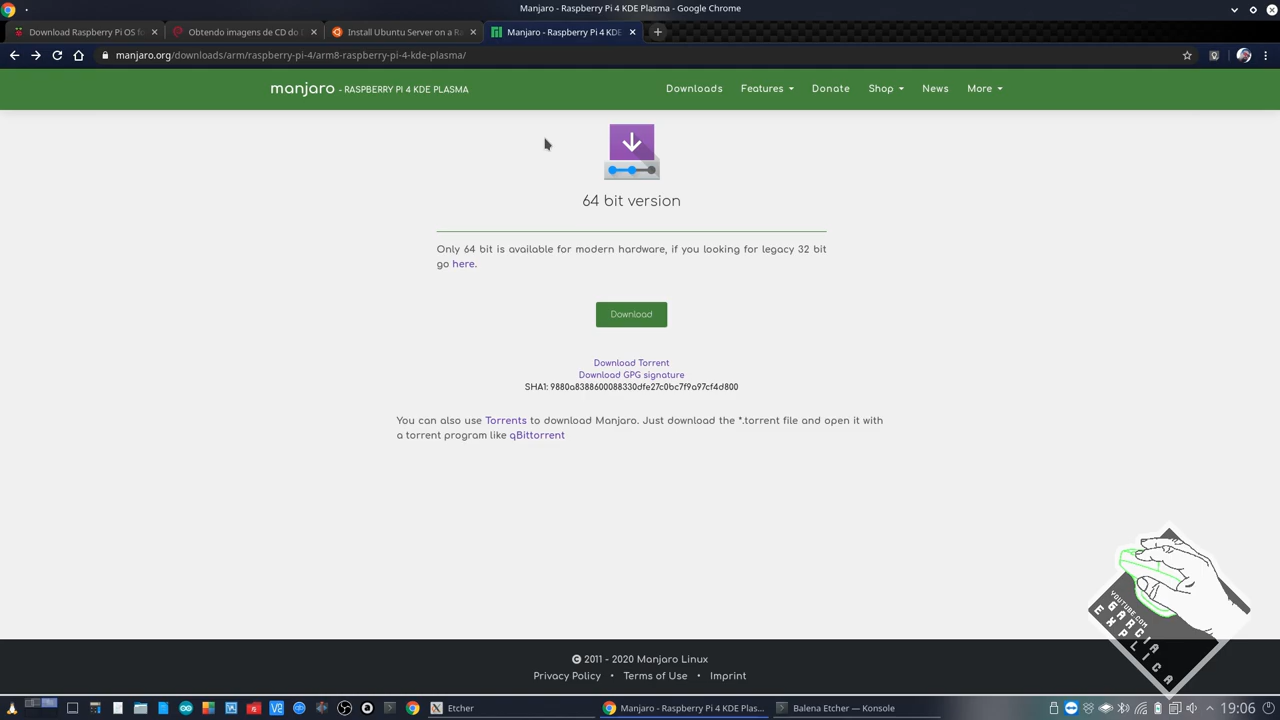 Manjaro - Raspberry Pi 4 KDE Plasma - Google Chrome
Download Raspberry Pi OS fo
Obtendo imagens de CD do
Install Ubuntu Server on a Ra
Manjaro - Raspberry Pi 4 KDE
manjaro.org/downloads/arm/raspberry-pi-4/arm8-raspberry-pi-4-kde-plasma/
manjaro - RASPBERRY PI 4 KDE PLASMA
Downloads
Features
Donate
Shop
News
More
64 bit version
Only 64 bit is available for modern hardware, if you looking for legacy 32 bit
go here.
Download
Download Torrent
Download GPG signature
SHA1: 9880a8388600088330dfe27c0bc7f9a97cf4d800
You can also use Torrents to download Manjaro. Just download the *.torrent file and open it with
a torrent program like qBittorrent
YOUTUBE.COM
GARCIA
EXPLICA
© 2011 - 2020 Manjaro Linux
Privacy Policy • Terms of Use • Imprint
Etcher
Manjaro - Raspberry Pi 4 KDE Plas...
Balena Etcher — Konsole
19:06